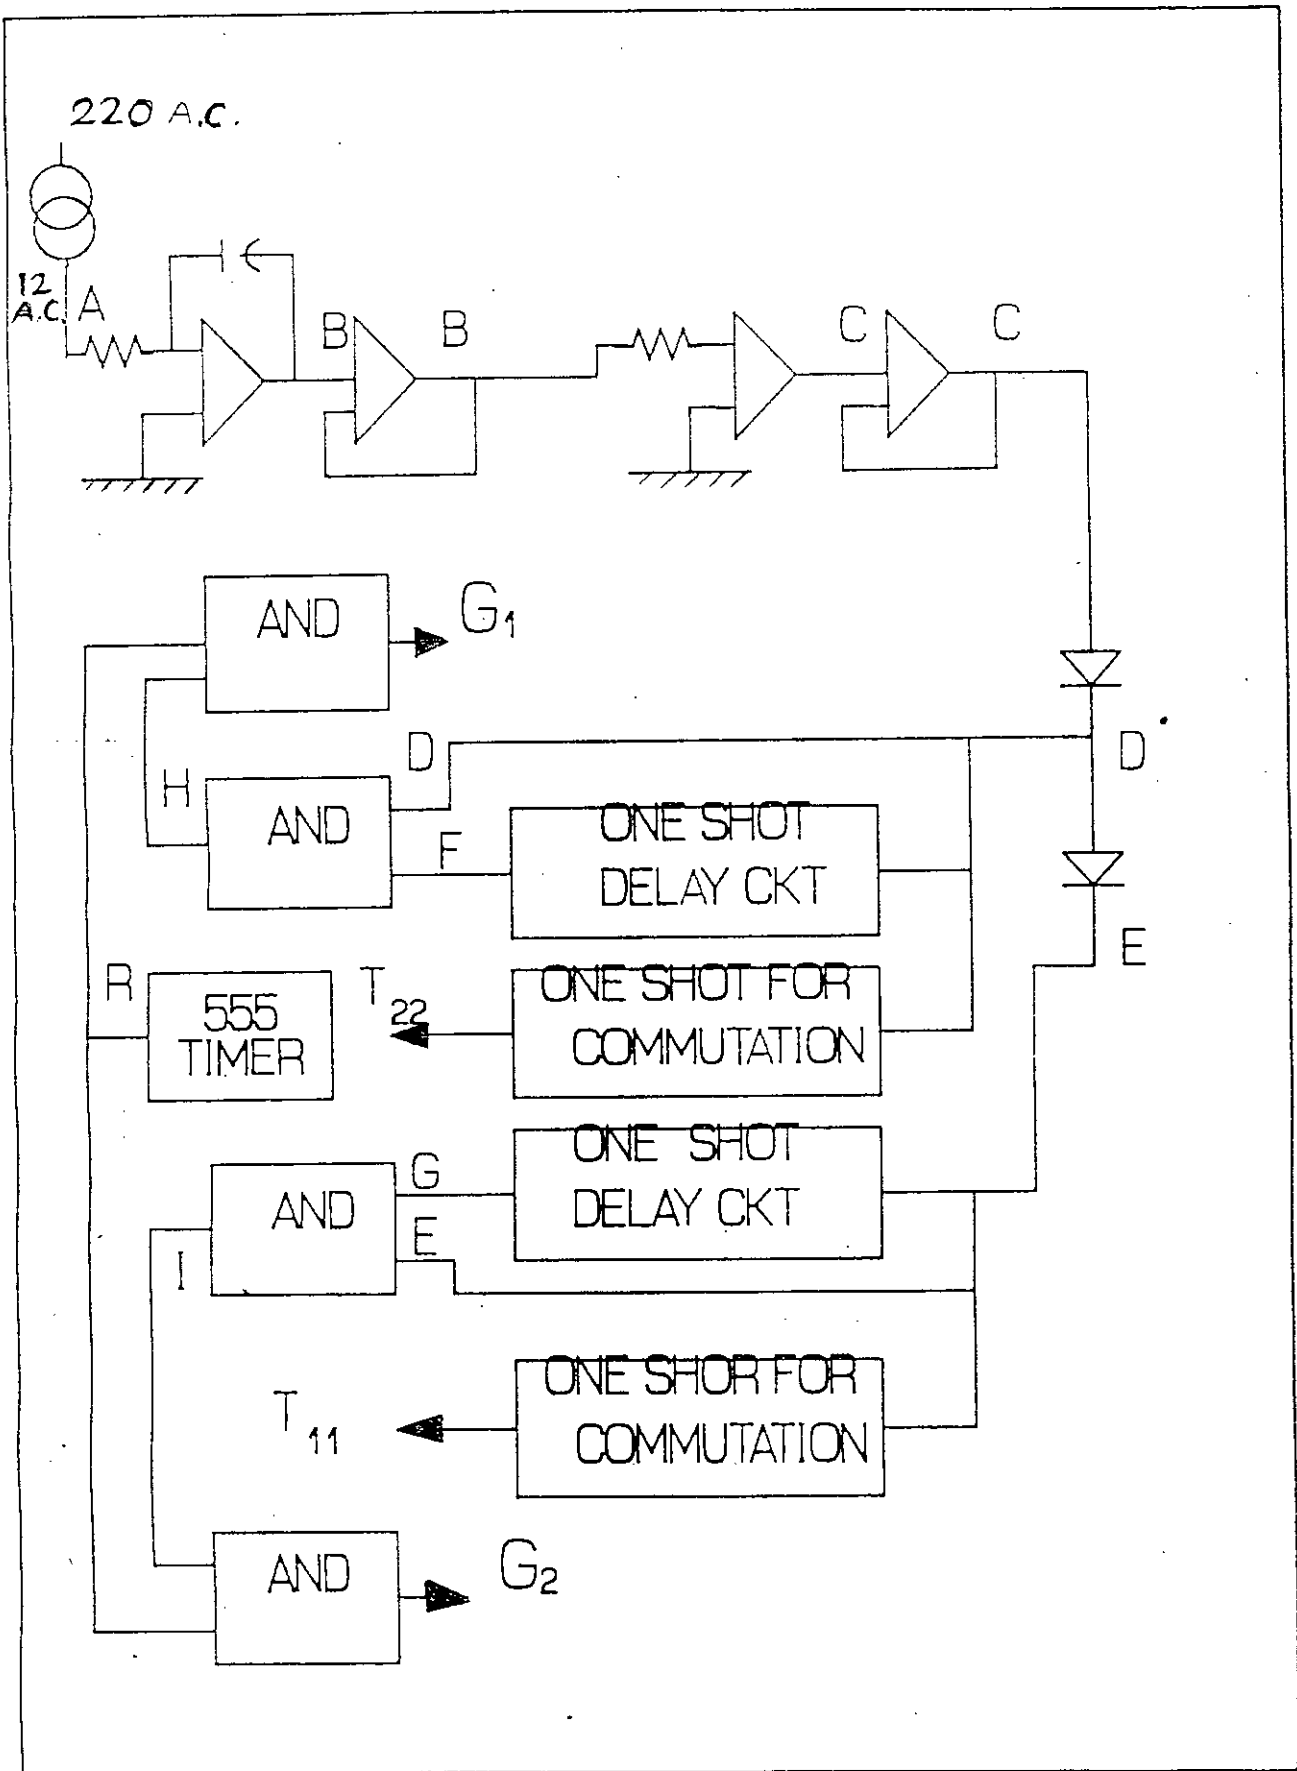 220 A.C.
12
A.C.
A
B
B
C
C
AND
G1
D
D
H
AND
F
ONE SHOT
DELAY CKT
E
R
555
TIMER
T22
ONE SHOT FOR
COMMUTATION
ONE SHOT
DELAY CKT
G
AND
E
I
ONE SHOR FOR
COMMUTATION
T11
AND
G2